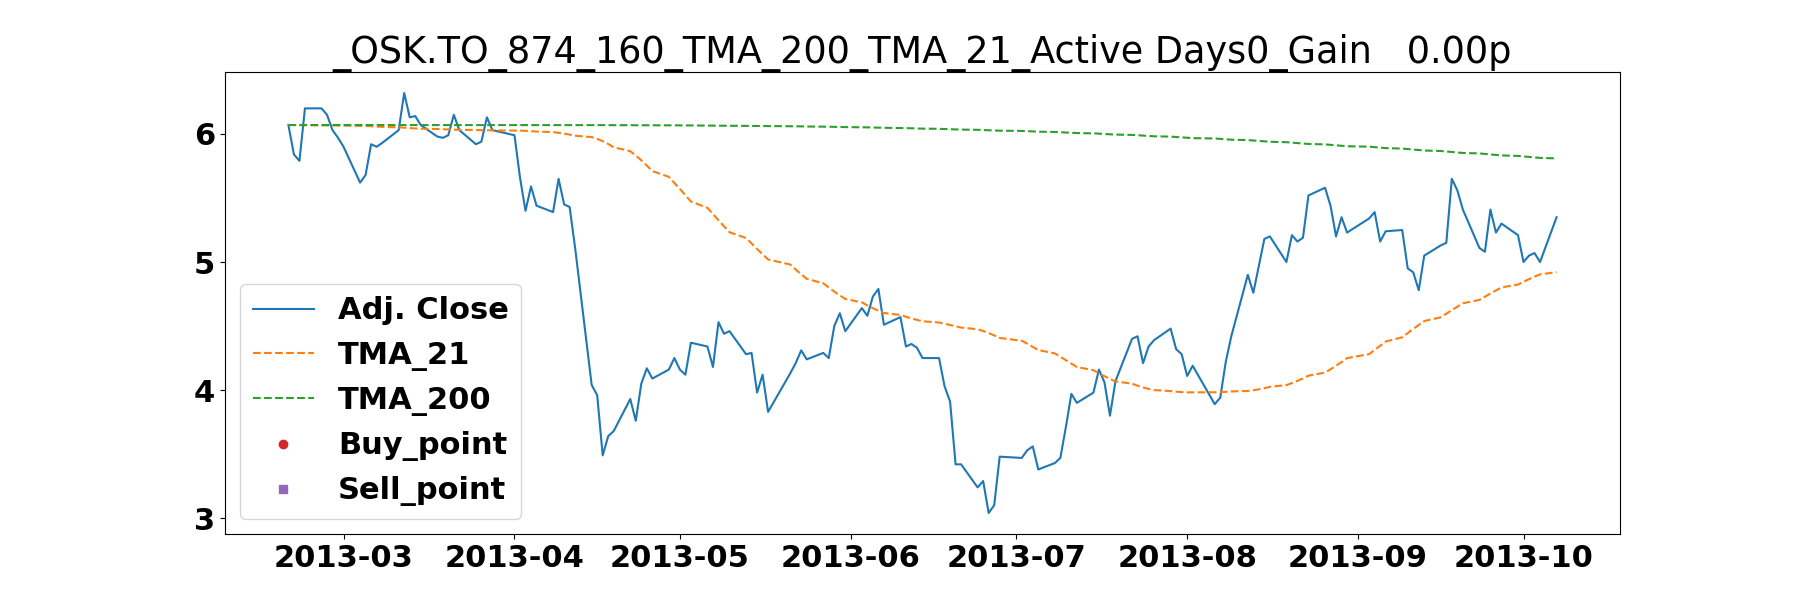 _OSK.TO_874_160_TMA_200_TMA_21_Active Days0_Gain   0.00p
6
5
4
3
Adj. Close
TMA_21
TMA_200
Buy_point
Sell_point
2013-03 2013-04 2013-05 2013-06 2013-07 2013-08 2013-09 2013-10